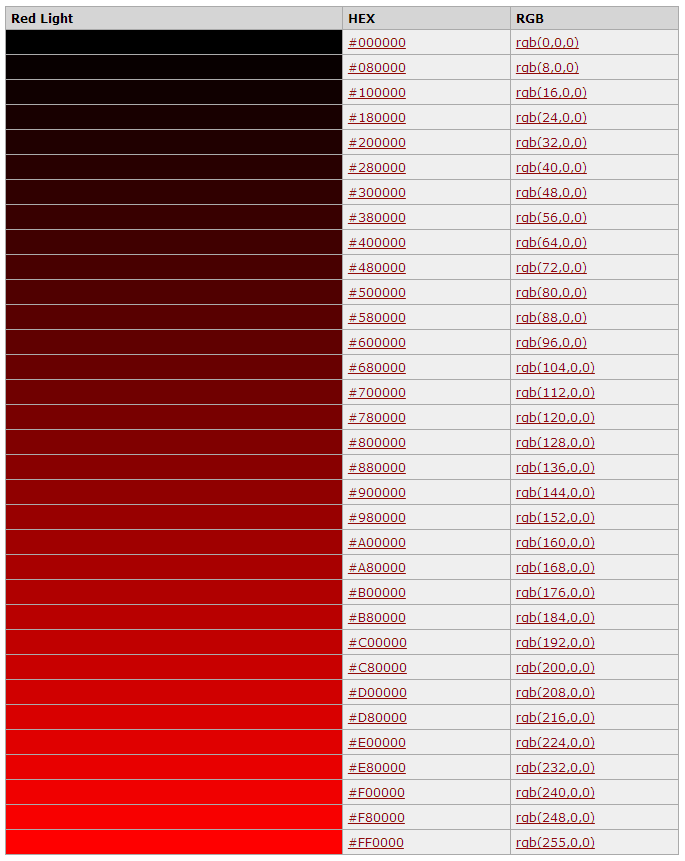 Red Light HEX RGB
#000000 rgb(0,0,0)
#080000 rgb(8,0,0)
#100000 rgb(16,0,0)
#180000 rgb(24,0,0)
#200000 rgb(32,0,0)
#280000 rgb(40,0,0)
#300000 rgb(48,0,0)
#380000 rgb(56,0,0)
#400000 rgb(64,0,0)
#480000 rgb(72,0,0)
#500000 rgb(80,0,0)
#580000 rgb(88,0,0)
#600000 rgb(96,0,0)
#680000 rgb(104,0,0)
#700000 rgb(112,0,0)
#780000 rgb(120,0,0)
#800000 rgb(128,0,0)
#880000 rgb(136,0,0)
#900000 rgb(144,0,0)
#980000 rgb(152,0,0)
#A00000 rgb(160,0,0)
#A80000 rgb(168,0,0)
#B00000 rgb(176,0,0)
#B80000 rgb(184,0,0)
#C00000 rgb(192,0,0)
#C80000 rgb(200,0,0)
#D00000 rgb(208,0,0)
#D80000 rgb(216,0,0)
#E00000 rgb(224,0,0)
#E80000 rgb(232,0,0)
#F00000 rgb(240,0,0)
#F80000 rgb(248,0,0)
#FF0000 rgb(255,0,0)